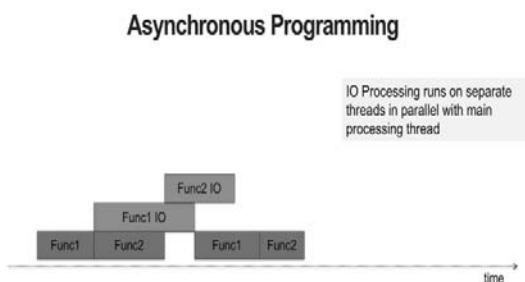 Asynchronous Programming
IO Processing runs on separate
threads in parallel with main
processing thread
Func2 IO
Func1 IO
Func1 Func2 Func1 Func2
time